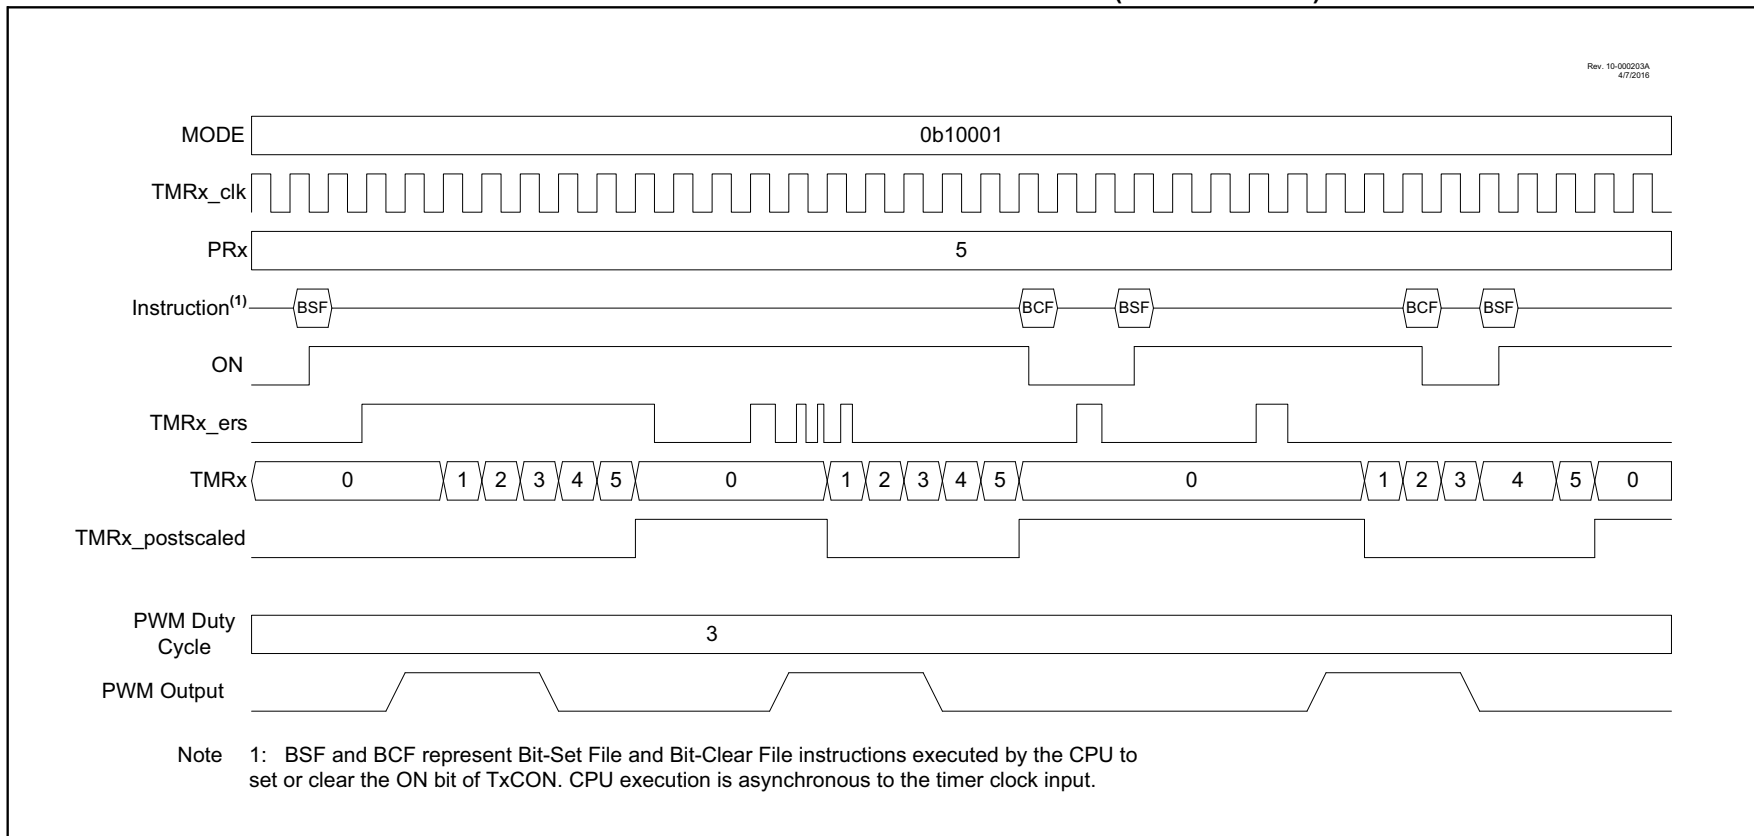 Rev. 10-000203A
4/7/2016
MODE 0b10001
TMRx_clk
PRx 5
Instruction(1) BSF BCF BSF BCF BSF
ON
TMRx_ers
TMRx 0 1 2 3 4 5 0 1 2 3 4 5 0 1 2 3 4 5 0
TMRx_postscaled
PWM Duty
Cycle 3
PWM Output
Note 1: BSF and BCF represent Bit-Set File and Bit-Clear File instructions executed by the CPU to
set or clear the ON bit of TxCON. CPU execution is asynchronous to the timer clock input.